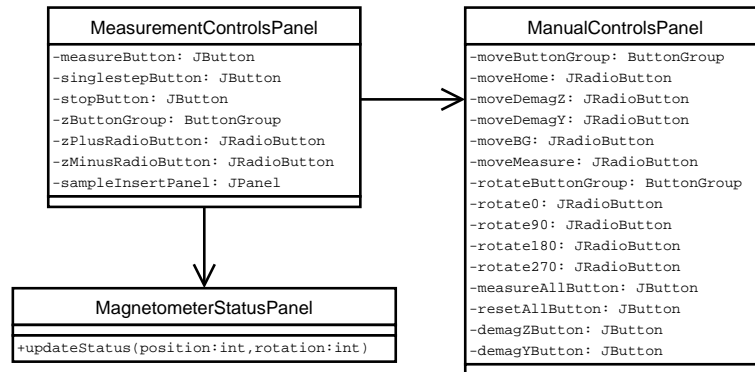 MeasurementControlsPanel
-measureButton: JButton
-singlestepButton: JButton
-stopButton: JButton
-zButtonGroup: ButtonGroup
-zPlusRadioButton: JRadioButton
-zMinusRadioButton: JRadioButton
-sampleInsertPanel: JPanel
MagnetometerStatusPanel
+updateStatus(position:int,rotation:int)
ManualControlsPanel
-moveButtonGroup: ButtonGroup
-moveHome: JRadioButton
-moveDemagZ: JRadioButton
-moveDemagY: JRadioButton
-moveBG: JRadioButton
-moveMeasure: JRadioButton
-rotateButtonGroup: ButtonGroup
-rotate0: JRadioButton
-rotate90: JRadioButton
-rotate180: JRadioButton
-rotate270: JRadioButton
-measureAllButton: JButton
-resetAllButton: JButton
-demagZButton: JButton
-demagYButton: JButton